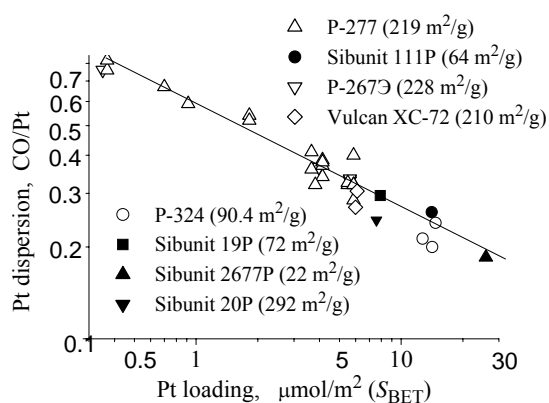 P-277 (219 m²/g)
Sibunit 111P (64 m²/g)
P-267Э (228 m²/g)
Vulcan XC-72 (210 m²/g)
P-324 (90.4 m²/g)
Sibunit 19P (72 m²/g)
Sibunit 2677P (22 m²/g)
Sibunit 20P (292 m²/g)
Pt dispersion, CO/Pt
0.7
0.6
0.5
0.4
0.3
0.2
0.1
0.5
1
5
10
30
Pt loading, μmol/m² (S_BET)